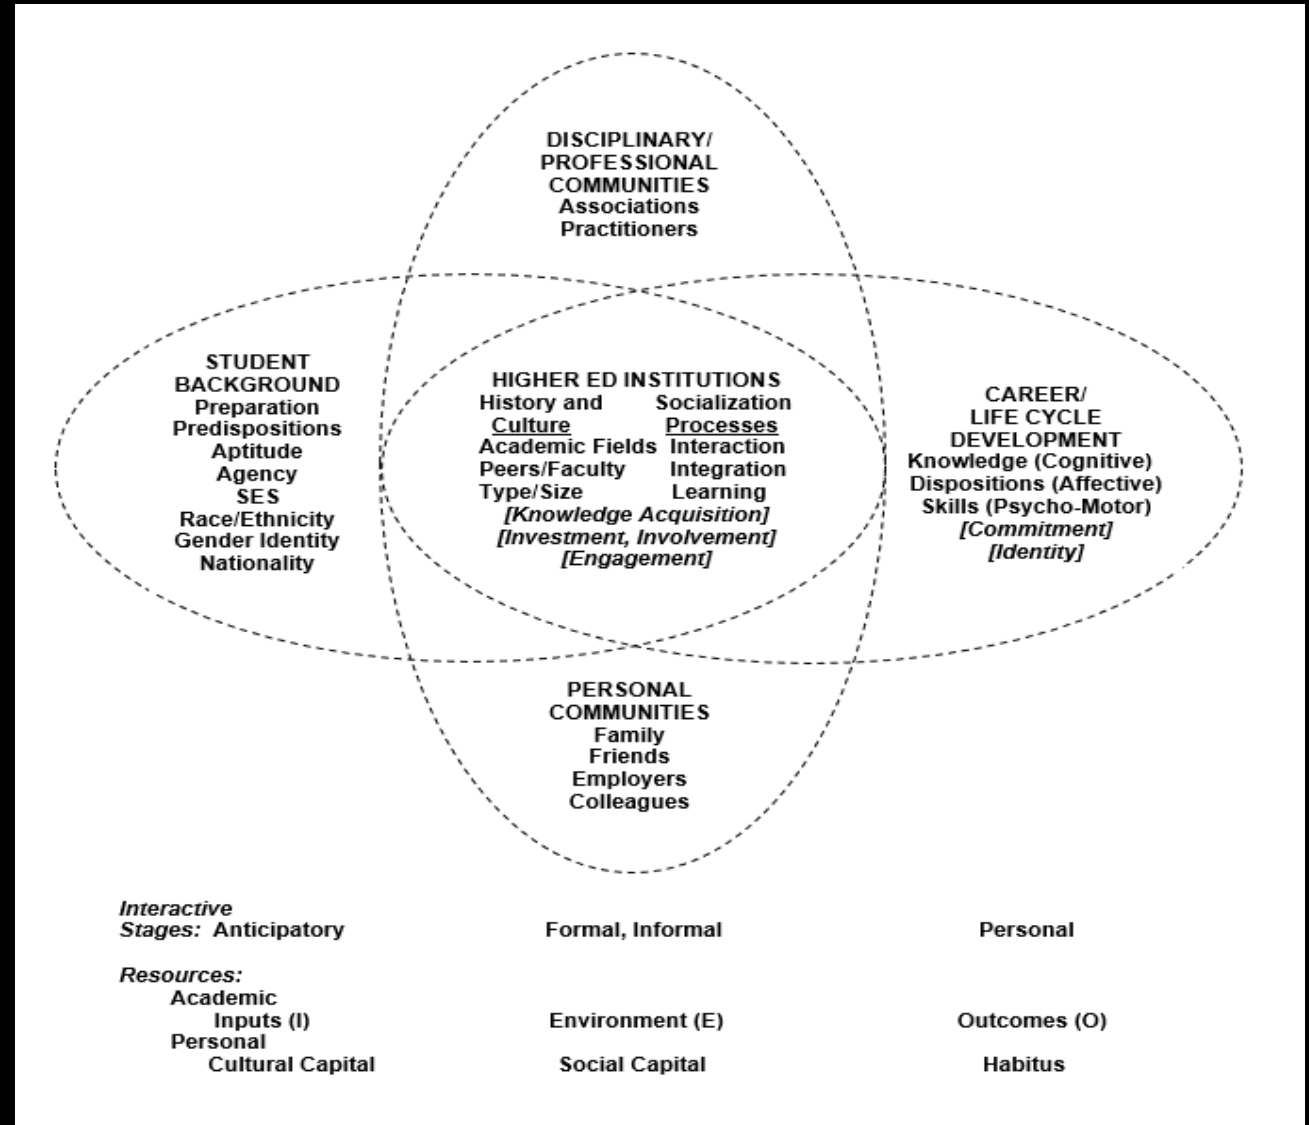 DISCIPLINARY/
PROFESSIONAL
COMMUNITIES
Associations
Practitioners
STUDENT
BACKGROUND
Preparation
Predispositions
Aptitude
Agency
SES
Race/Ethnicity
Gender Identity
Nationality
HIGHER ED INSTITUTIONS
History and Socialization
Culture Processes
Academic Fields Interaction
Peers/Faculty Integration
Type/Size Learning
[Knowledge Acquisition]
[Investment, Involvement]
[Engagement]
CAREER/
LIFE CYCLE
DEVELOPMENT
Knowledge (Cognitive)
Dispositions (Affective)
Skills (Psycho-Motor)
[Commitment]
[Identity]
PERSONAL
COMMUNITIES
Family
Friends
Employers
Colleagues
Interactive
Stages: Anticipatory Formal, Informal Personal
Resources:
Academic
Inputs (I) Environment (E) Outcomes (O)
Personal
Cultural Capital Social Capital Habitus